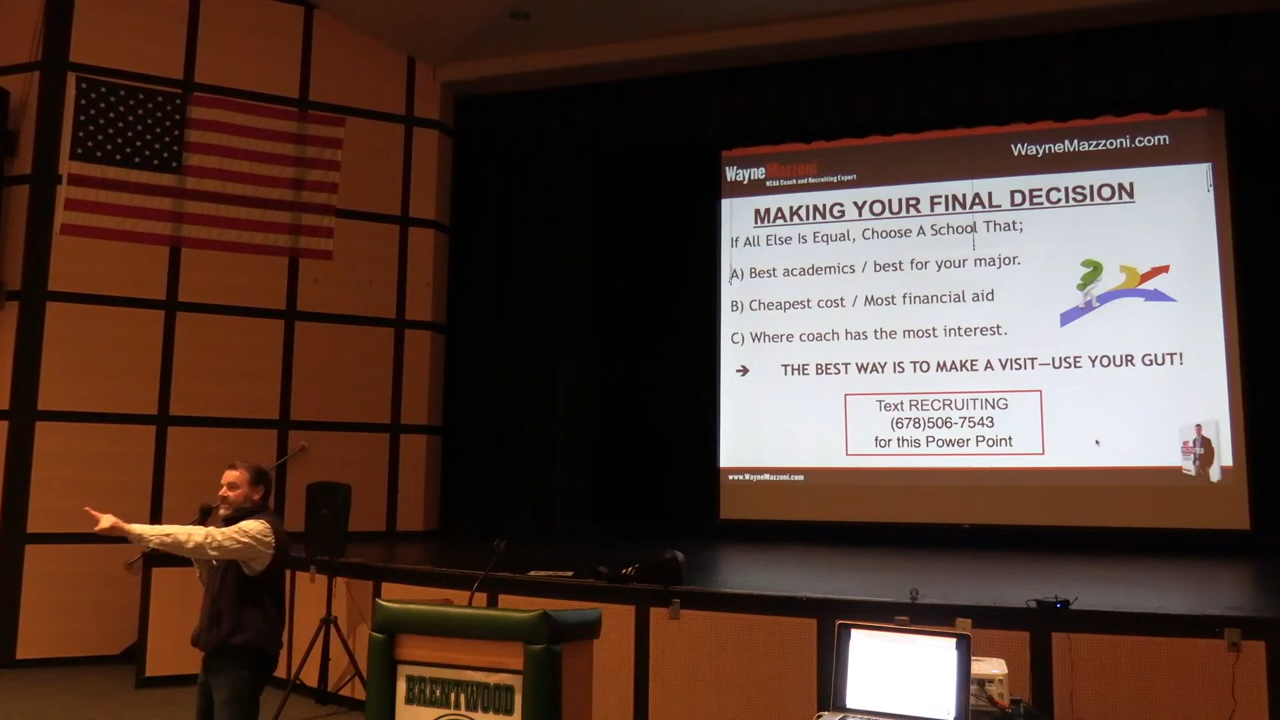 WayneMazzoni.com
WayneMazzoni
NCAA Coach and Recruiting Expert
MAKING YOUR FINAL DECISION
If All Else Is Equal, Choose A School That;
A) Best academics / best for your major.
B) Cheapest cost / Most financial aid
C) Where coach has the most interest.
→ THE BEST WAY IS TO MAKE A VISIT—USE YOUR GUT!
Text RECRUITING
(678)506-7543
for this Power Point
www.WayneMazzoni.com
BRENTWOOD